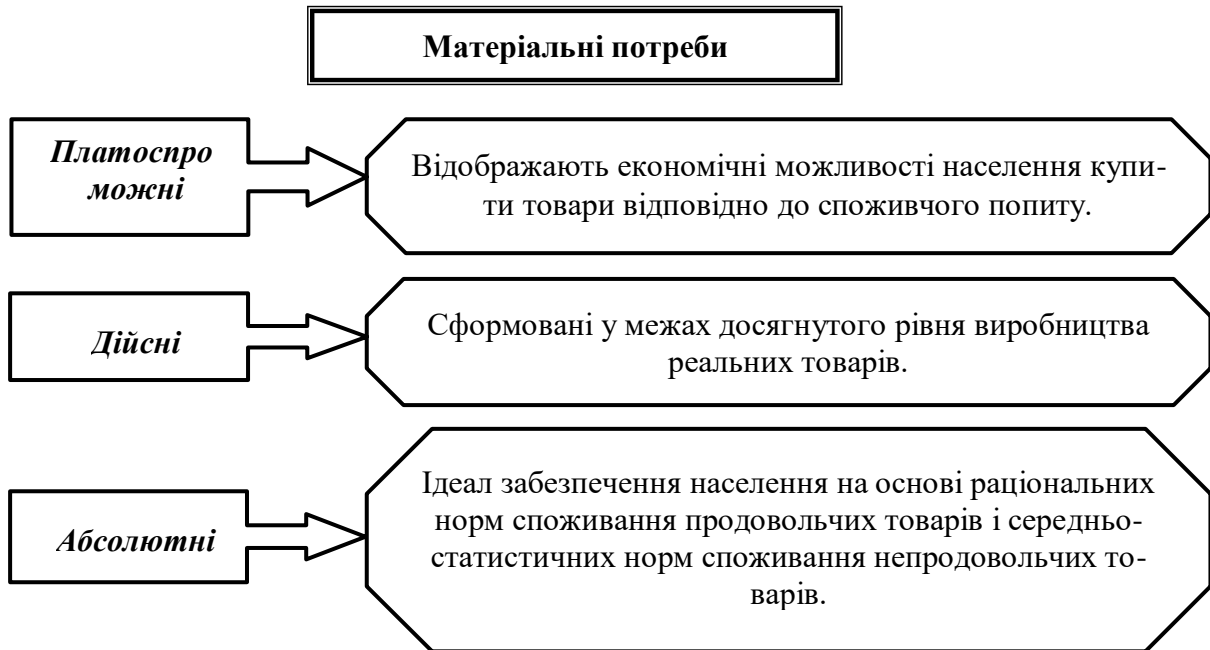 Матеріальні потреби
Платоспро
можні
Відображають економічні можливості населення купи-
ти товари відповідно до споживчого попиту.
Дійсні
Сформовані у межах досягнутого рівня виробництва
реальних товарів.
Абсолютні
Ідеал забезпечення населення на основі раціональних
норм споживання продовольчих товарів і середньо-
статистичних норм споживання непродовольчих то-
варів.